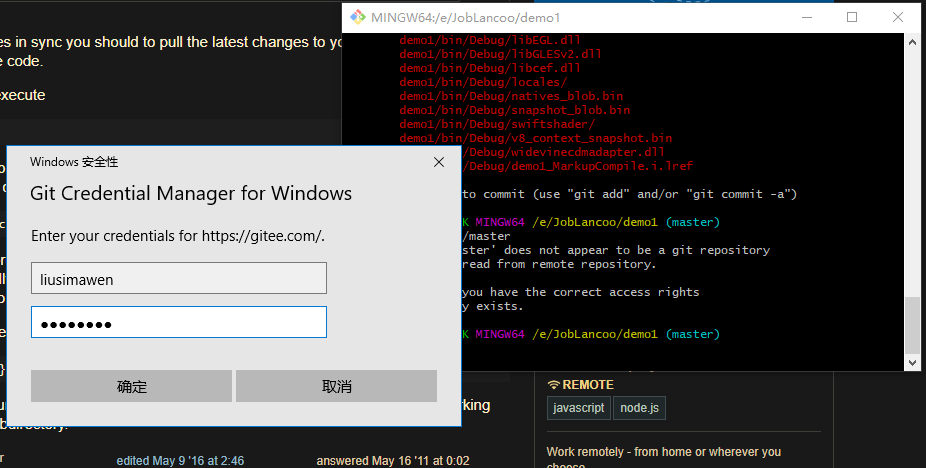 es in sync you should to pull the latest changes to yo
e code.
execute
MINGW64:/e/JobLancoo/demo1
demo1/bin/Debug/libEGL.dll
demo1/bin/Debug/libGLESv2.dll
demo1/bin/Debug/libcef.dll
demo1/bin/Debug/locales/
demo1/bin/Debug/natives_blob.bin
demo1/bin/Debug/snapshot_blob.bin
demo1/bin/Debug/swiftshader/
demo1/bin/Debug/v8_context_snapshot.bin
/Debug/widevinecdmadapter.dll
/Debug/demo1_MarkupCompile.i.lref
to commit (use "git add" and/or "git commit -a")
K MINGW64 /e/JobLancoo/demo1 (master)
/master
ster' does not appear to be a git repository
read from remote repository.
you have the correct access rights
y exists.
K MINGW64 /e/JobLancoo/demo1 (master)
Windows 安全性
Git Credential Manager for Windows
Enter your credentials for https://gitee.com/.
liusimawen
●●●●●●●●
确定 取消
rking
bdirectory.
edited May 9 '16 at 2:46
answered May 16 '11 at 0:02
REMOTE
javascript node.js
Work remotely - from home or wherever you
choose